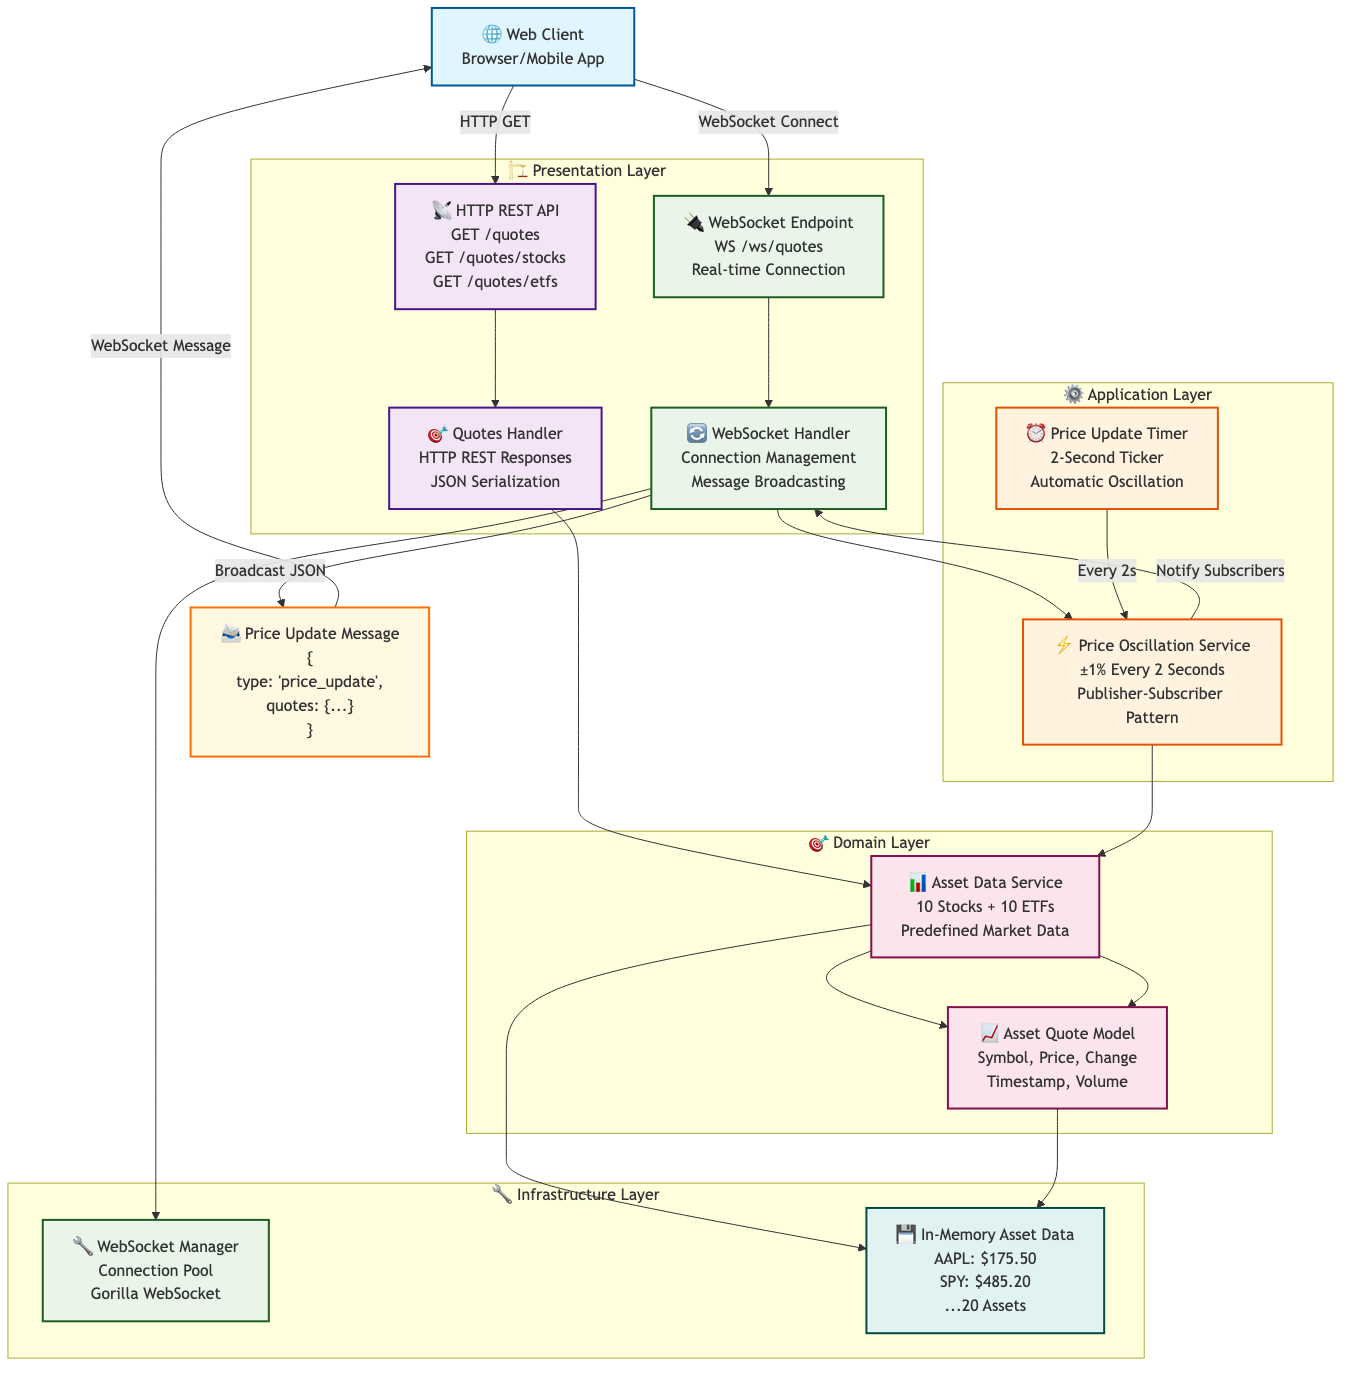 🌐 Web Client
Browser/Mobile App
HTTP GET
WebSocket Connect
🏗️ Presentation Layer
📡 HTTP REST API
GET /quotes
GET /quotes/stocks
GET /quotes/etfs
🔌 WebSocket Endpoint
WS /ws/quotes
Real-time Connection
WebSocket Message
🎯 Quotes Handler
HTTP REST Responses
JSON Serialization
🔄 WebSocket Handler
Connection Management
Message Broadcasting
⚙️ Application Layer
⏰ Price Update Timer
2-Second Ticker
Automatic Oscillation
Broadcast JSON
Every 2s
Notify Subscribers
📨 Price Update Message
{
type: 'price_update',
quotes: {...}
}
⚡ Price Oscillation Service
±1% Every 2 Seconds
Publisher-Subscriber
Pattern
🎯 Domain Layer
📊 Asset Data Service
10 Stocks + 10 ETFs
Predefined Market Data
📈 Asset Quote Model
Symbol, Price, Change
Timestamp, Volume
🔧 Infrastructure Layer
🔧 WebSocket Manager
Connection Pool
Gorilla WebSocket
💾 In-Memory Asset Data
AAPL: $175.50
SPY: $485.20
...20 Assets